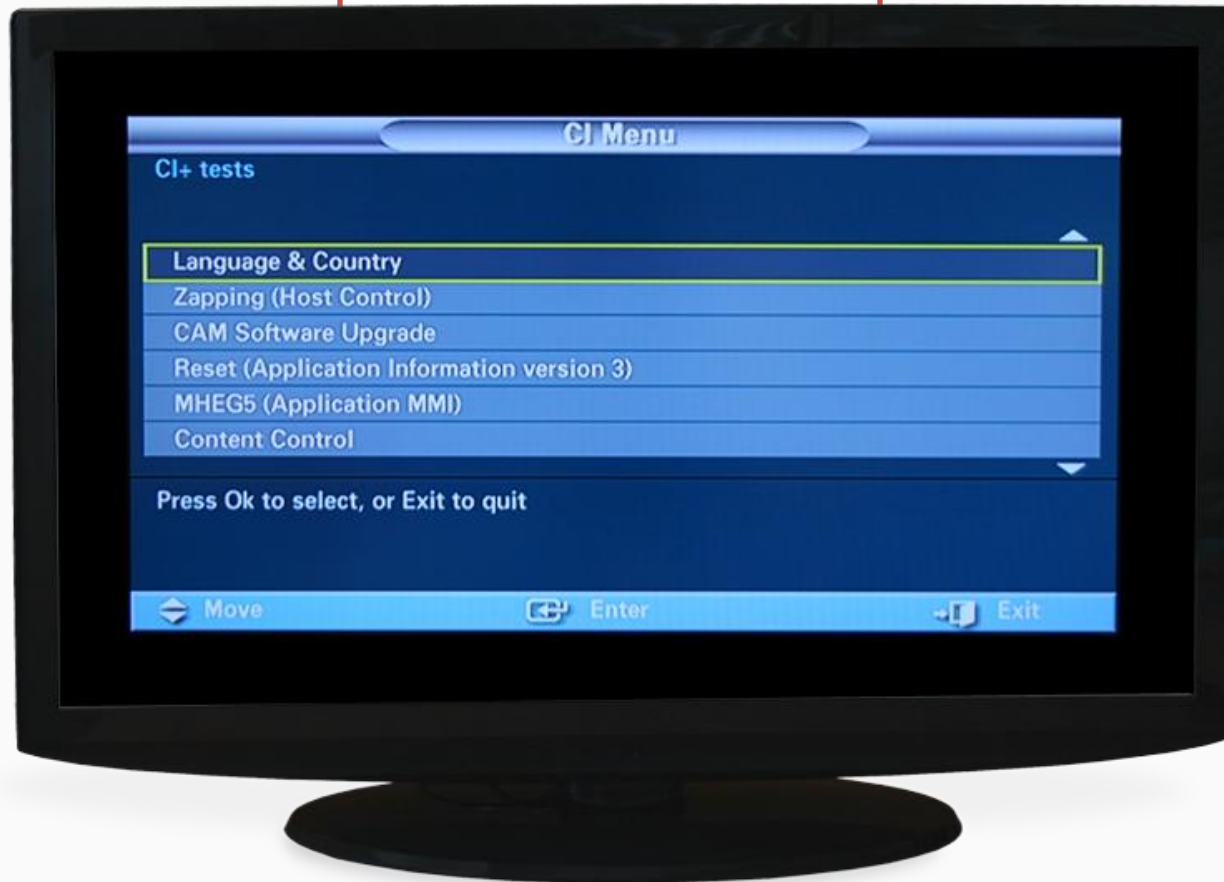 CI Menu
CI+ tests
Language & Country
Zapping (Host Control)
CAM Software Upgrade
Reset (Application Information version 3)
MHEG5 (Application MMI)
Content Control
Press Ok to select, or Exit to quit
Move Enter Exit